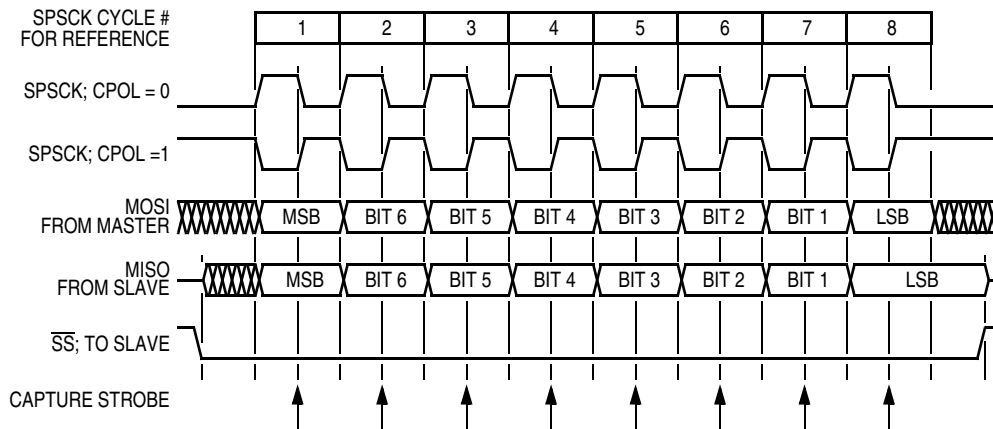 SPSCK CYCLE #
FOR REFERENCE
1 2 3 4 5 6 7 8
SPSCK; CPOL = 0
SPSCK; CPOL =1
MOSI
FROM MASTER
MSB BIT 6 BIT 5 BIT 4 BIT 3 BIT 2 BIT 1 LSB
MISO
FROM SLAVE
MSB BIT 6 BIT 5 BIT 4 BIT 3 BIT 2 BIT 1 LSB
SS; TO SLAVE
CAPTURE STROBE